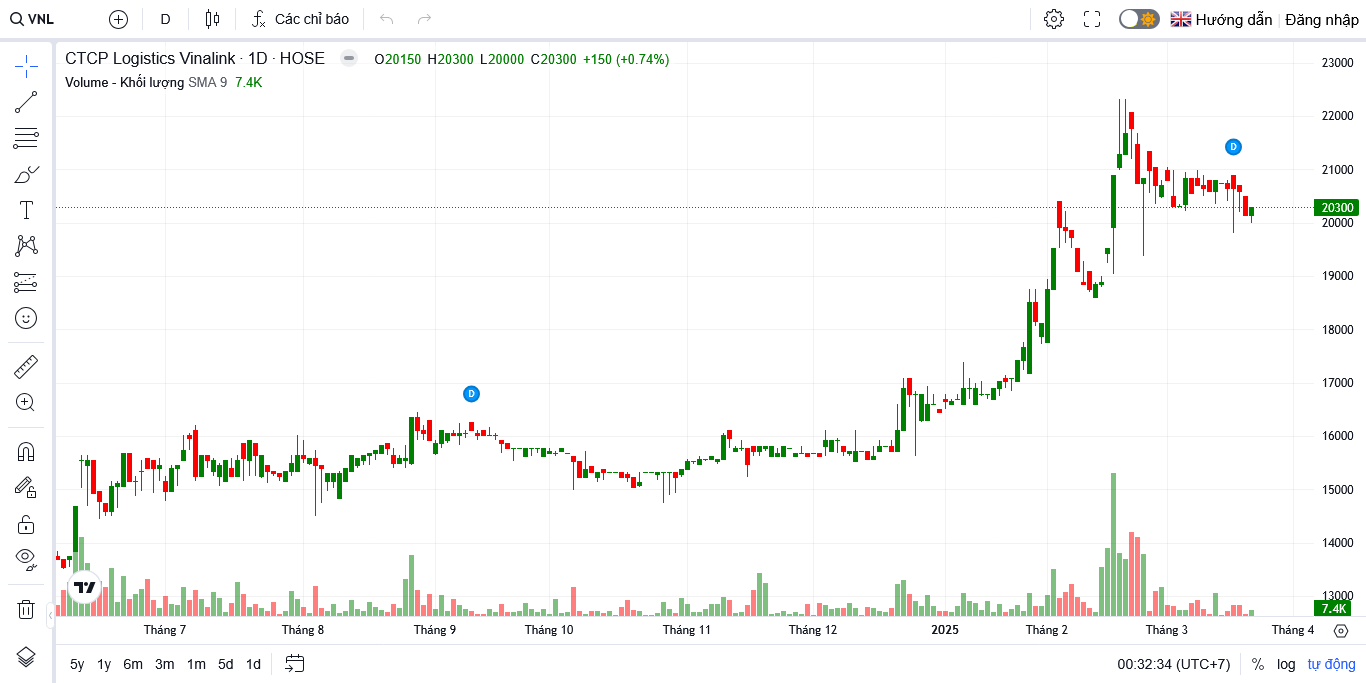 VNL
D
Các chỉ báo
Hướng dẫn
Đăng nhập
CTCP Logistics Vinalink · 1D · HOSE
O20150 H20300 L20000 C20300 +150 (+0.74%)
Volume - Khối lượng SMA 9 7.4K
23000
22000
21000
20300
20000
19000
18000
17000
16000
15000
14000
13000
7.4K
D
D
Tháng 7
Tháng 8
Tháng 9
Tháng 10
Tháng 11
Tháng 12
2025
Tháng 2
Tháng 3
Tháng 4
5y 1y 6m 3m 1m 5d 1d
00:32:34 (UTC+7)
% log tự động